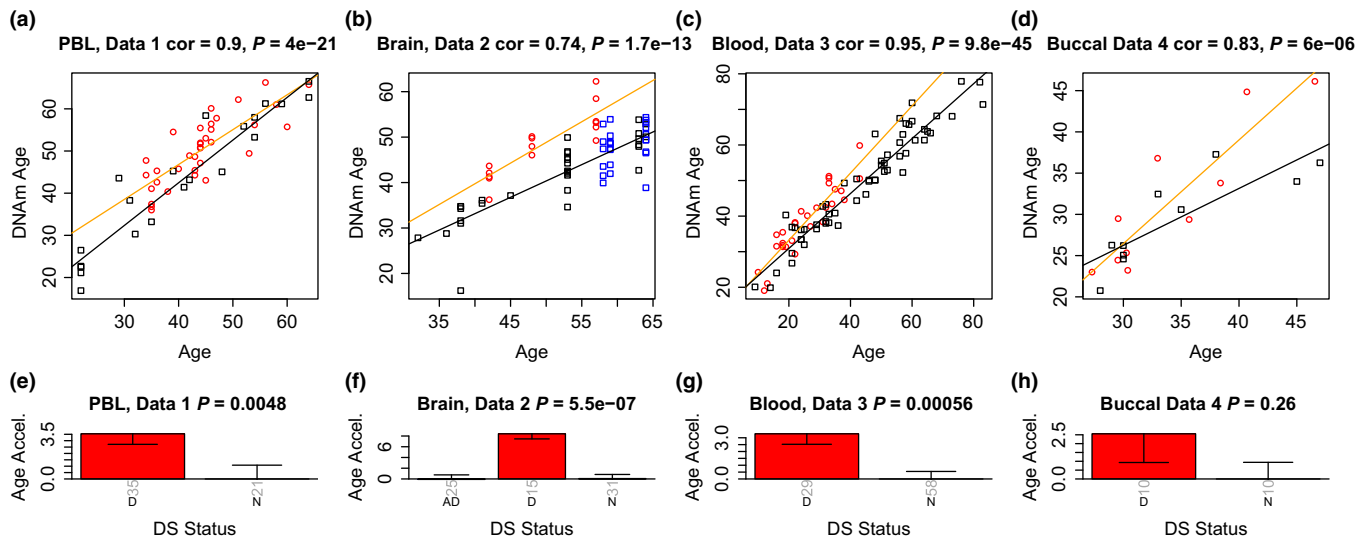 (a)
PBL, Data 1 cor = 0.9, P = 4e−21
DNAm Age
20 30 40 50 60
30 40 50 60
Age
(b)
Brain, Data 2 cor = 0.74, P = 1.7e−13
DNAm Age
20 30 40 50 60
35 40 45 50 55 60 65
Age
(c)
Blood, Data 3 cor = 0.95, P = 9.8e−45
DNAm Age
20 30 40 50 60 70 80
20 40 60 80
Age
(d)
Buccal Data 4 cor = 0.83, P = 6e−06
DNAm Age
20 25 30 35 40 45
30 35 40 45
Age
(e)
PBL, Data 1 P = 0.0048
Age Accel.
0.0 3.5
35 21
D N
DS Status
(f)
Brain, Data 2 P = 5.5e−07
Age Accel.
0 6
25 15 31
AD D N
DS Status
(g)
Blood, Data 3 P = 0.00056
Age Accel.
0.0 3.0
29 58
D N
DS Status
(h)
Buccal Data 4 P = 0.26
Age Accel.
0.0 2.5
10 10
D N
DS Status